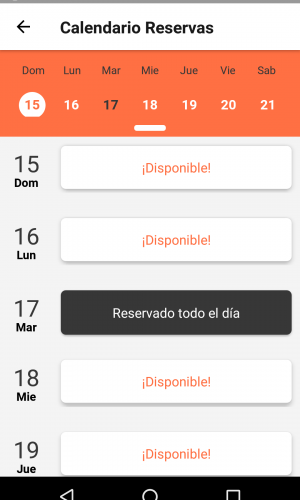 Calendario Reservas
Dom Lun Mar Mie Jue Vie Sab
15 16 17 18 19 20 21
15
Dom
¡Disponible!
16
Lun
¡Disponible!
17
Mar
Reservado todo el día
18
Mie
¡Disponible!
19
Jue
¡Disponible!